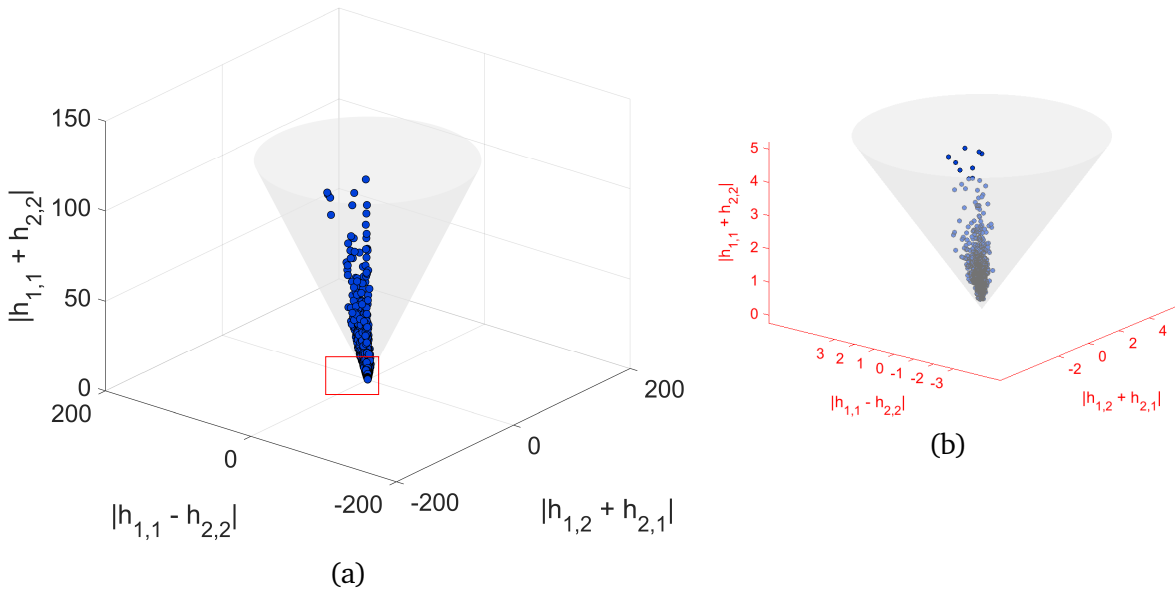 150
100
50
0
200
0
-200
-200
0
200
|h1,1 + h2,2|
|h1,1 - h2,2|
|h1,2 + h2,1|
(a)
5
4
3
2
1
0
3 2 1 0 -1 -2 -3
-2 0 2 4
|h1,1 + h2,2|
|h1,1 - h2,2|
|h1,2 + h2,1|
(b)